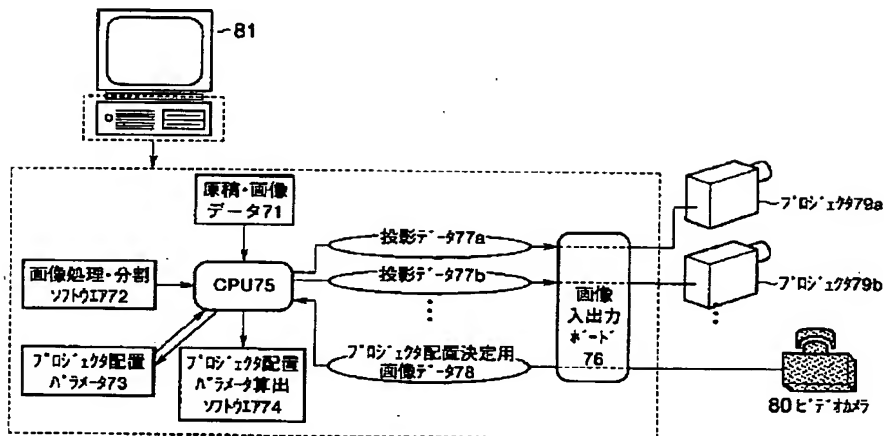 81
原稿・画像
データ71
画像処理・分割
ソフトウエア72
CPU75
投影データ77a
投影データ77b
プロジェクタ配置決定用
画像データ78
プロジェクタ配置
パラメータ73
プロジェクタ配置
パラメータ算出
ソフトウエア74
画像
入出力
ボード
76
プロジェクタ79a
プロジェクタ79b
80 ビデオカメラ